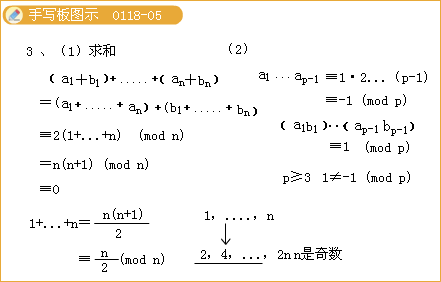 手写板图示 0118-05
3、（1）求和
(a₁+b₁)+.....+(aₙ+bₙ)
=(a₁+.....+aₙ)+(b₁+.....+bₙ)
≡2(1+...+n) (mod n)
=n(n+1) (mod n)
≡0
（2）
a₁...aₚ₋₁≡1·2...(p-1)
≡-1 (mod p)
(a₁b₁)··(aₚ₋₁bₚ₋₁)
≡1 (mod p)
p≥3 1≢-1 (mod p)
1+...+n=n(n+1)/2
≡n/2(mod n)
1, ...., n
2, 4, ..., 2n n是奇数